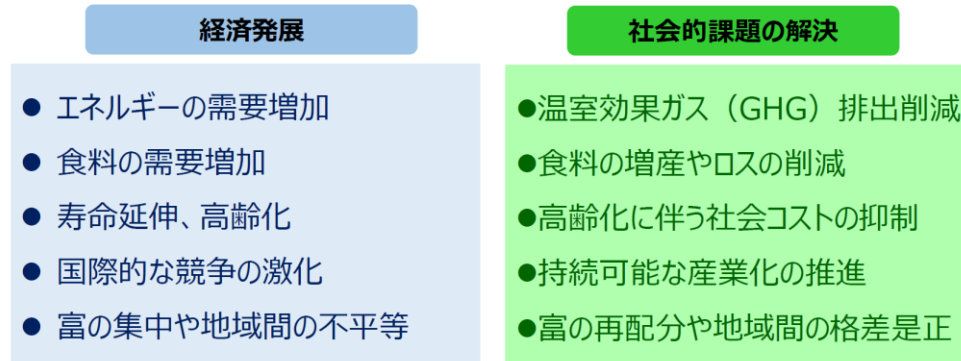 経済発展
● エネルギーの需要増加
● 食料の需要増加
● 寿命延伸、高齢化
● 国際的な競争の激化
● 富の集中や地域間の不平等
社会的課題の解決
●温室効果ガス（GHG）排出削減
●食料の増産やロスの削減
●高齢化に伴う社会コストの抑制
●持続可能な産業化の推進
●富の再配分や地域間の格差是正